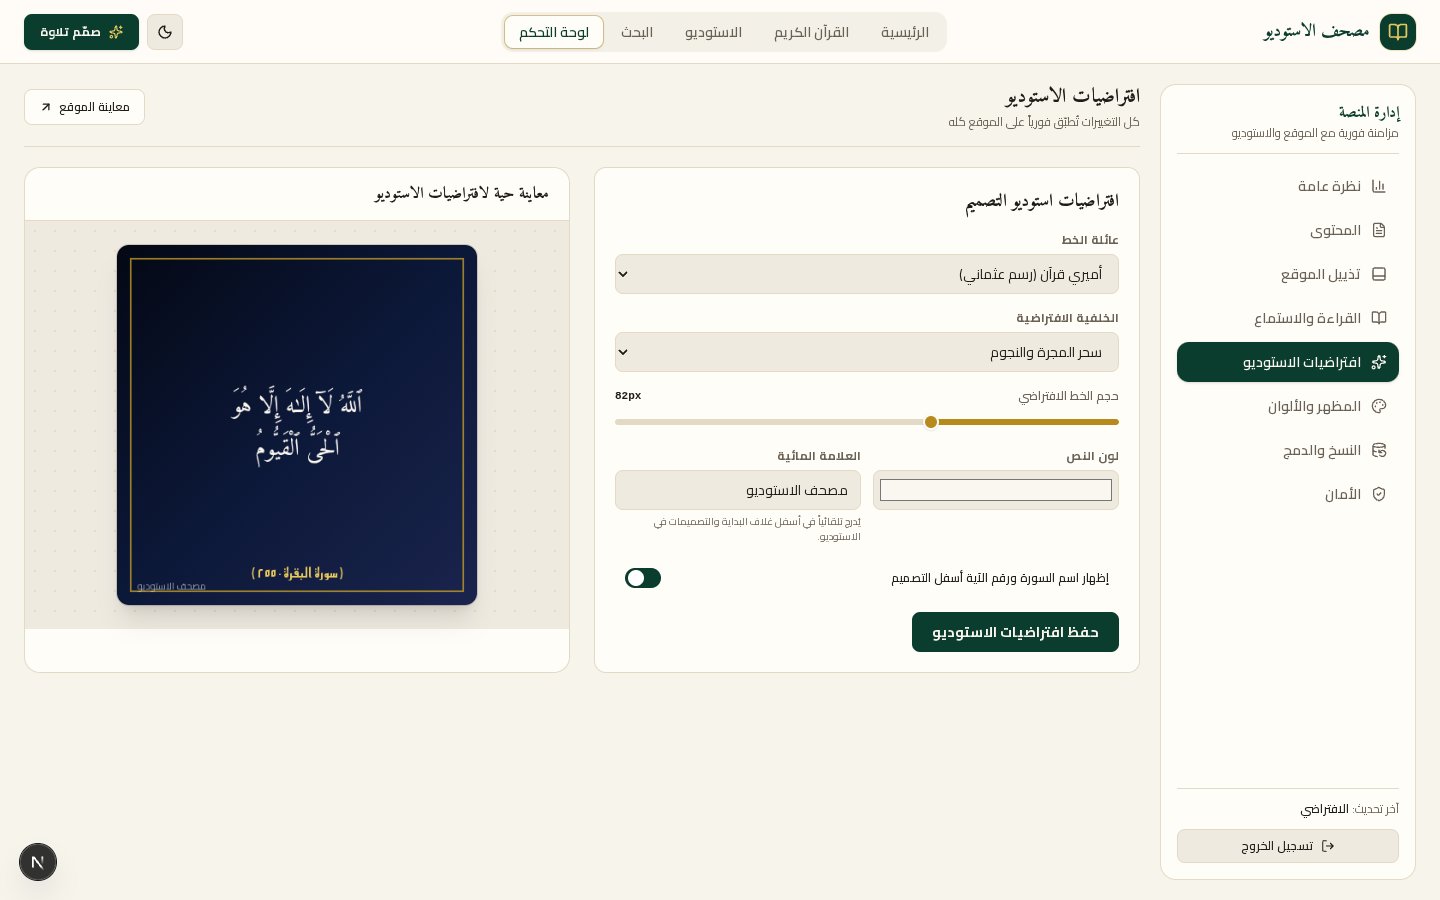 مصحف الاستوديو
الرئيسية
القرآن الكريم
الاستوديو
البحث
لوحة التحكم
صمّم تلاوة
إدارة المنصة
مزامنة فورية مع الموقع والاستوديو
نظرة عامة
المحتوى
تذييل الموقع
القراءة والاستماع
افتراضيات الاستوديو
المظهر والألوان
النسخ والدمج
الأمان
آخر تحديث: الافتراضي
تسجيل الخروج
افتراضيات الاستوديو
كل التغييرات تُطبّق فورياً على الموقع كله
معاينة الموقع
افتراضيات استوديو التصميم
عائلة الخط
أميري قرآن (رسم عثماني)
الخلفية الافتراضية
سحر المجرة والنجوم
حجم الخط الافتراضي
82px
لون النص
العلامة المائية
مصحف الاستوديو
يُدرج تلقائياً في أسفل غلاف البداية والتصميمات في
الاستوديو.
إظهار اسم السورة ورقم الآية أسفل التصميم
حفظ افتراضيات الاستوديو
معاينة حية لافتراضيات الاستوديو
ٱللَّهُ لَآ إِلَـٰهَ إِلَّا هُوَ
ٱلْحَىُّ ٱلْقَيُّومُ
(سورة البقرة · ٢٥٥)
مصحف الاستوديو
N